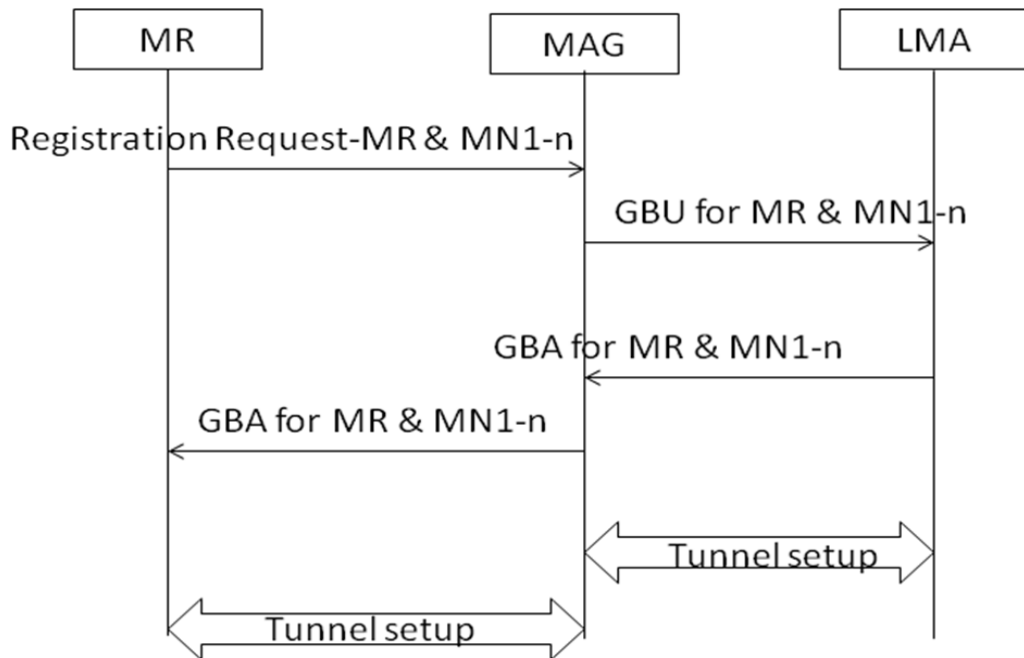 MR
MAG
LMA
Registration Request-MR & MN1-n
GBU for MR & MN1-n
GBA for MR & MN1-n
GBA for MR & MN1-n
Tunnel setup
Tunnel setup